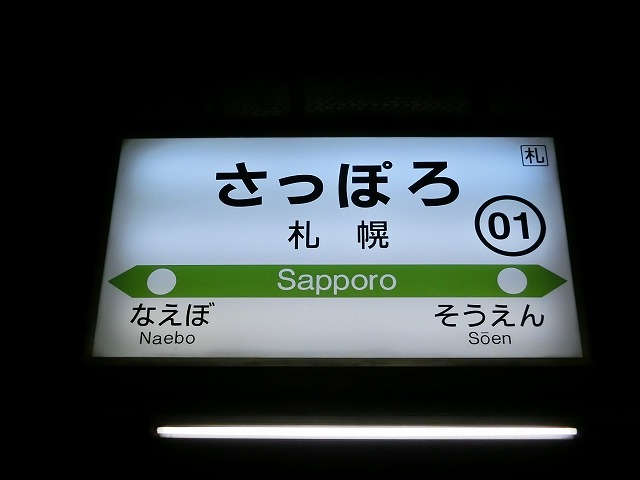 札
さっぽろ
札幌
01
Sapporo
なえぼ
Naebo
そうえん
Sōen